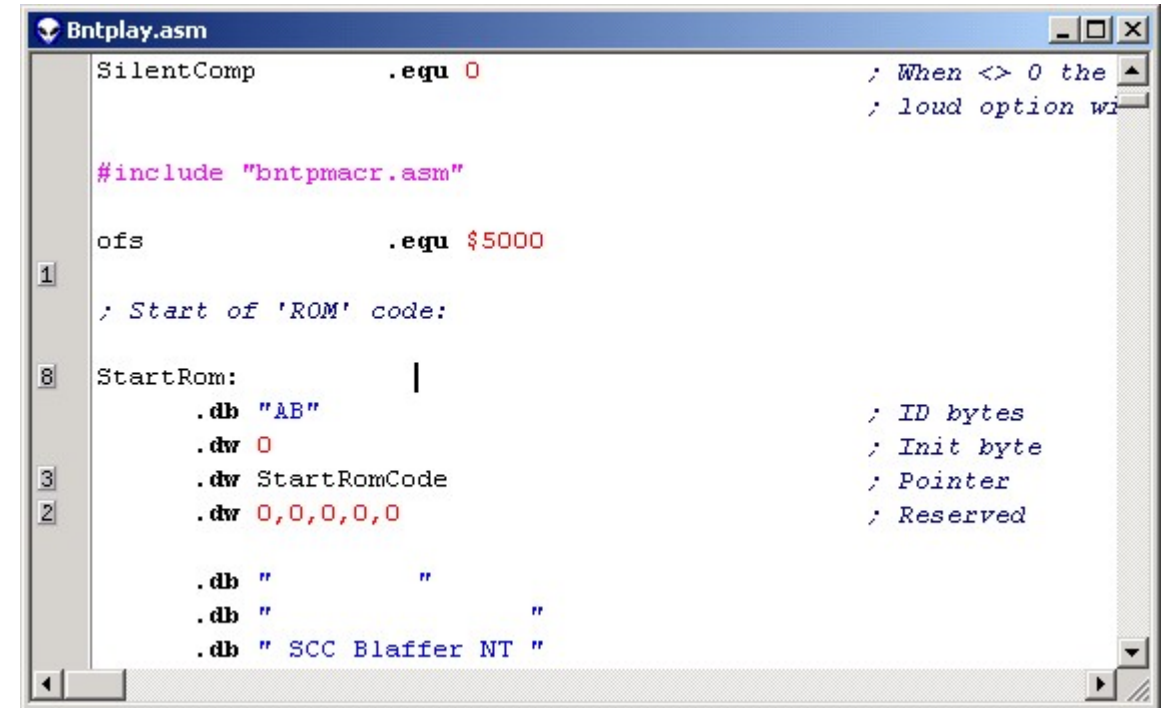 Bntplay.asm
SilentComp .equ 0 ; When <> 0 the
; loud option wi
#include "bntpmacr.asm"
ofs .equ $5000
1
; Start of 'ROM' code:
8 StartRom:
.db "AB" ; ID bytes
.dw 0 ; Init byte
3 .dw StartRomCode ; Pointer
2 .dw 0,0,0,0,0 ; Reserved
.db "          "
.db "                 "
.db " SCC Blaffer NT "